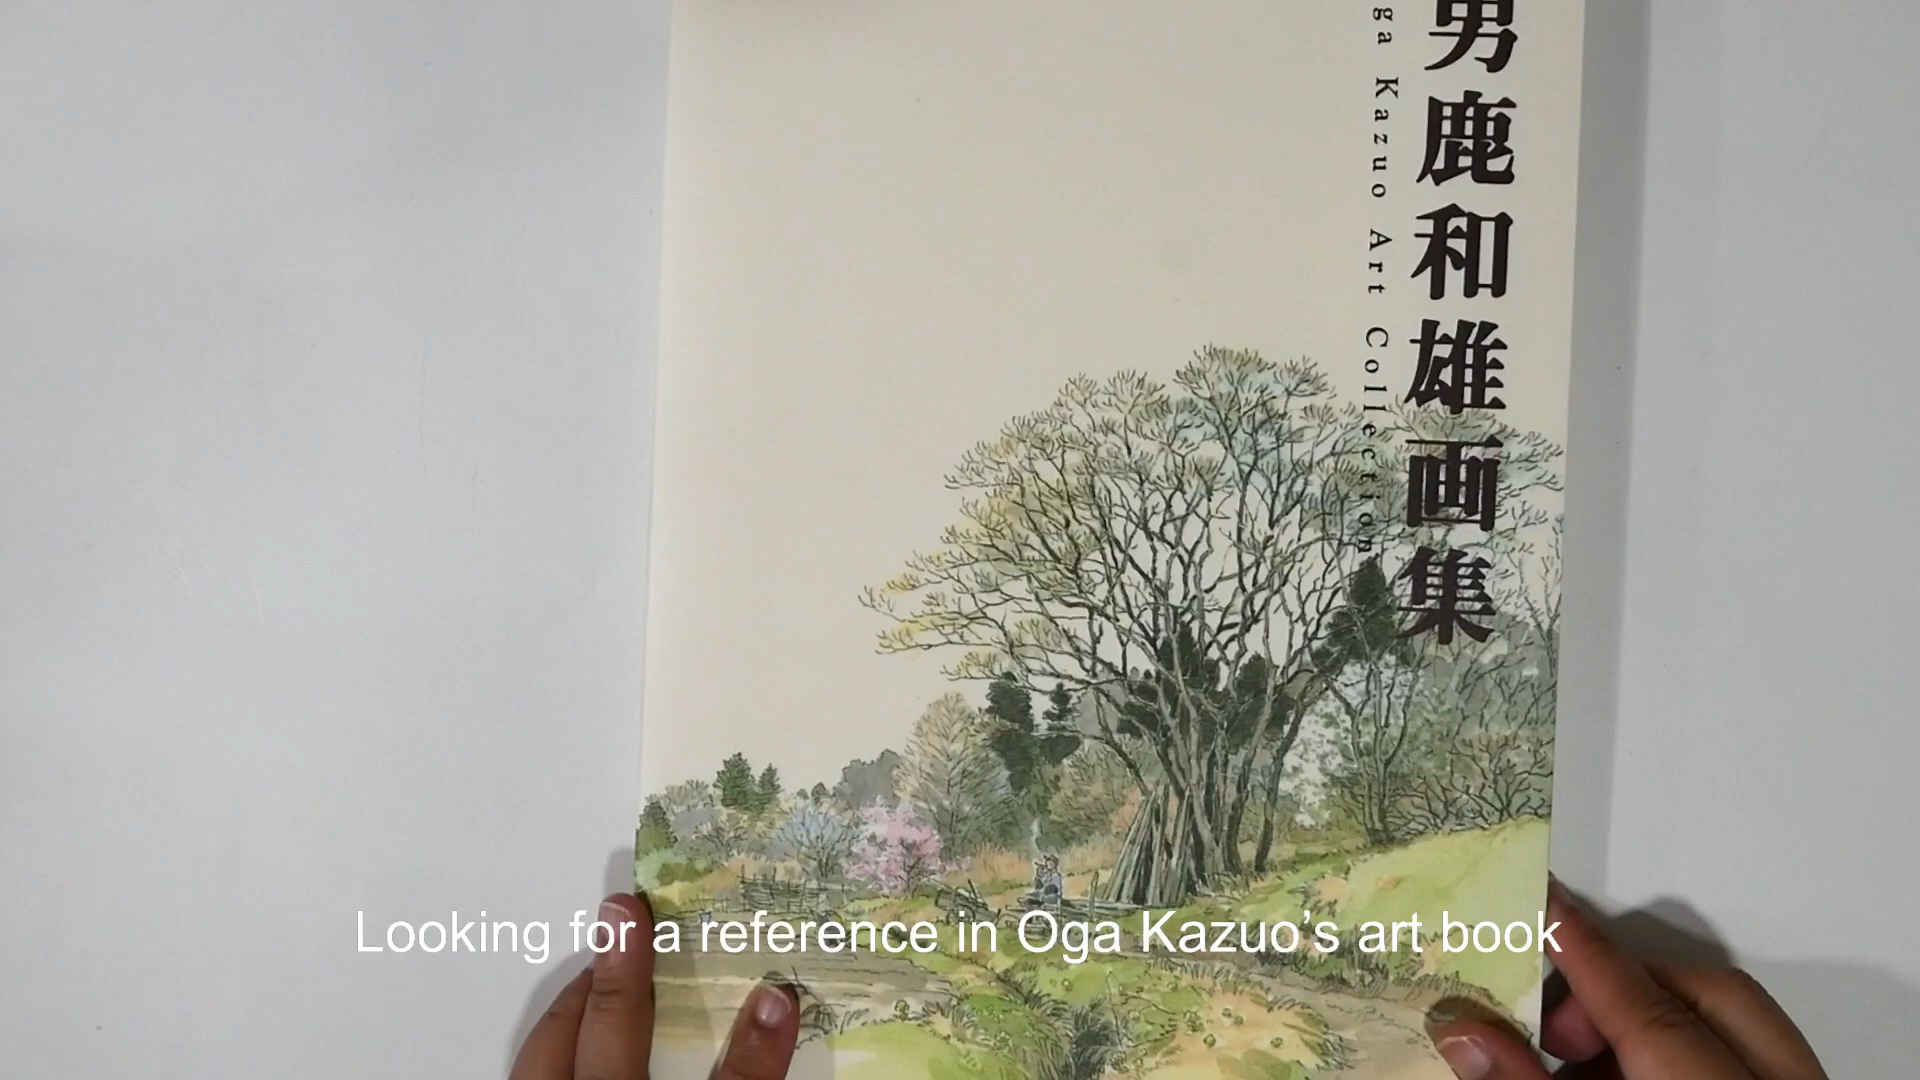 男鹿和雄画集
ga Kazuo Art Collection
Looking for a reference in Oga Kazuo’s art book